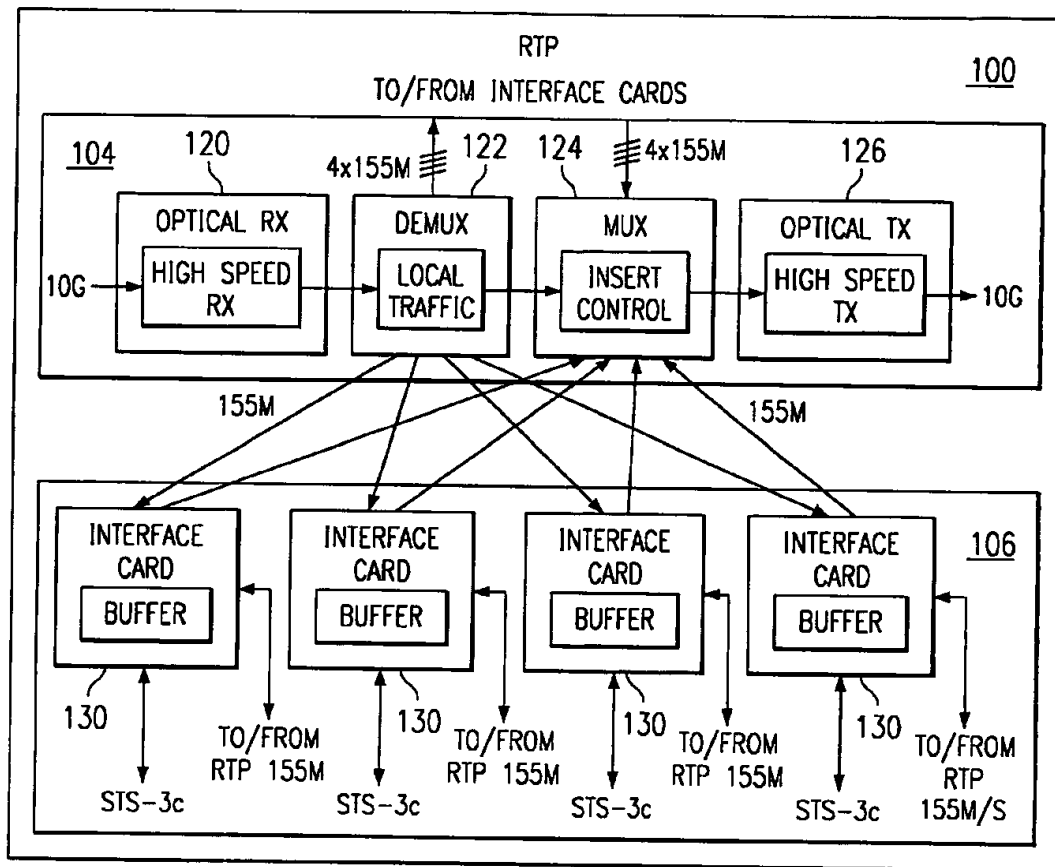 RTP
100
TO/FROM INTERFACE CARDS
104
120
4x155M
122
124
4x155M
126
OPTICAL RX
DEMUX
MUX
OPTICAL TX
10G
HIGH SPEED
RX
LOCAL
TRAFFIC
INSERT
CONTROL
HIGH SPEED
TX
10G
155M
155M
106
INTERFACE
CARD
BUFFER
INTERFACE
CARD
BUFFER
INTERFACE
CARD
BUFFER
INTERFACE
CARD
BUFFER
130
130
130
130
TO/FROM
RTP 155M
TO/FROM
RTP 155M
TO/FROM
RTP 155M
TO/FROM
RTP
155M/S
STS-3c
STS-3c
STS-3c
STS-3c